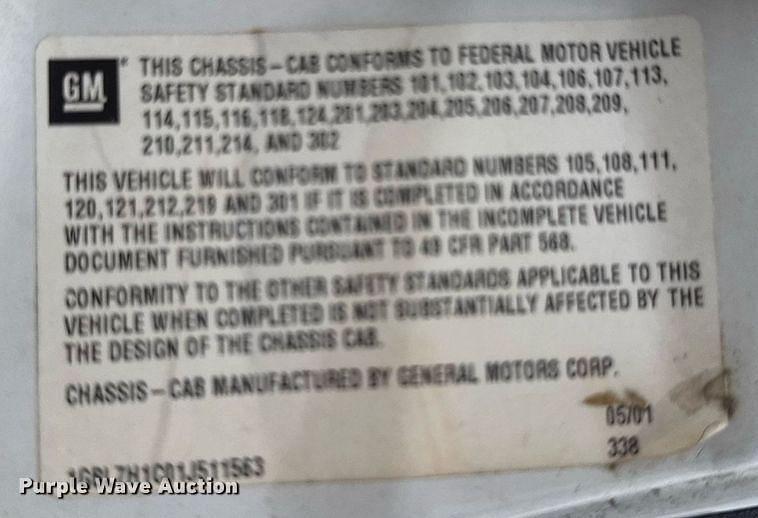 GM
* THIS CHASSIS-CAB CONFORMS TO FEDERAL MOTOR VEHICLE
SAFETY STANDARD NUMBERS 101,102,103,104,106,107,113,
114,115,116,118,124,201,203,204,205,206,207,208,209,
210,211,214, AND 302
THIS VEHICLE WILL CONFORM TO STANDARD NUMBERS 105,108,111,
120,121,212,219 AND 301 IF IT IS COMPLETED IN ACCORDANCE
WITH THE INSTRUCTIONS CONTAINED IN THE INCOMPLETE VEHICLE
DOCUMENT FURNISHED PURSUANT TO 49 CFR PART 568.
CONFORMITY TO THE OTHER SAFETY STANDARDS APPLICABLE TO THIS
VEHICLE WHEN COMPLETED IS NOT SUBSTANTIALLY AFFECTED BY THE
THE DESIGN OF THE CHASSIS CAB.
CHASSIS-CAB MANUFACTURED BY GENERAL MOTORS CORP.
05/01
338
Purple Wave Auction